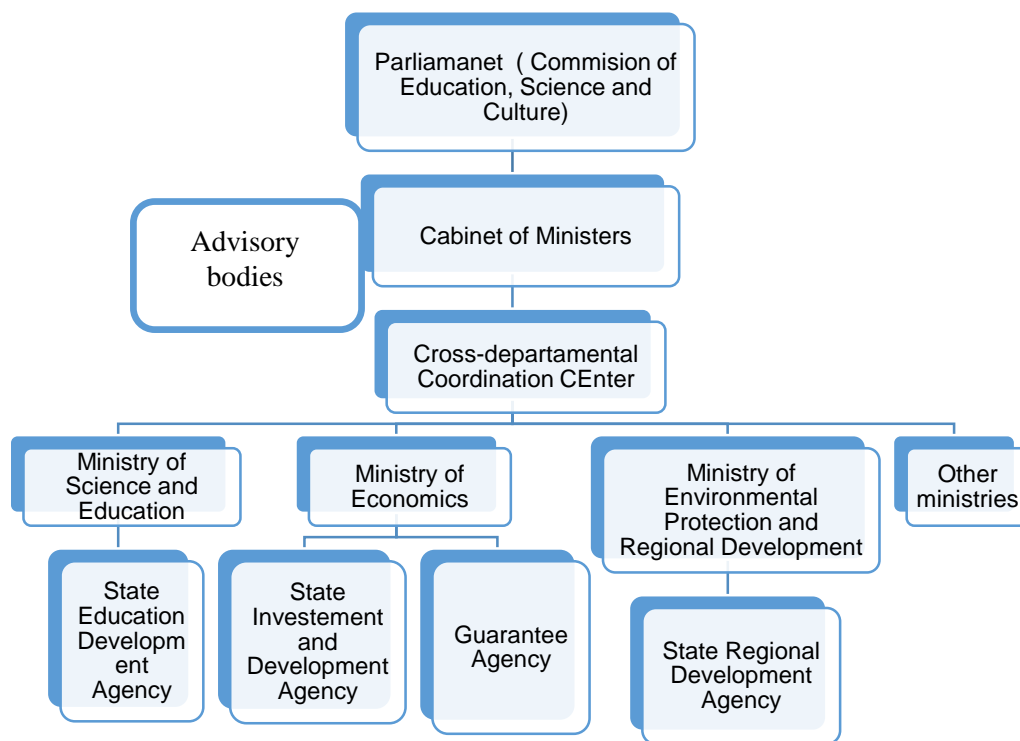 Parliamanet ( Commision of
Education, Science and
Culture)
Advisory
bodies
Cabinet of Ministers
Cross-departamental
Coordination CEnter
Ministry of
Science and
Education
Ministry of
Economics
Ministry of
Environmental
Protection and
Regional Development
Other
ministries
State
Education
Developm
ent
Agency
State
Investement
and
Development
Agency
Guarantee
Agency
State Regional
Development
Agency